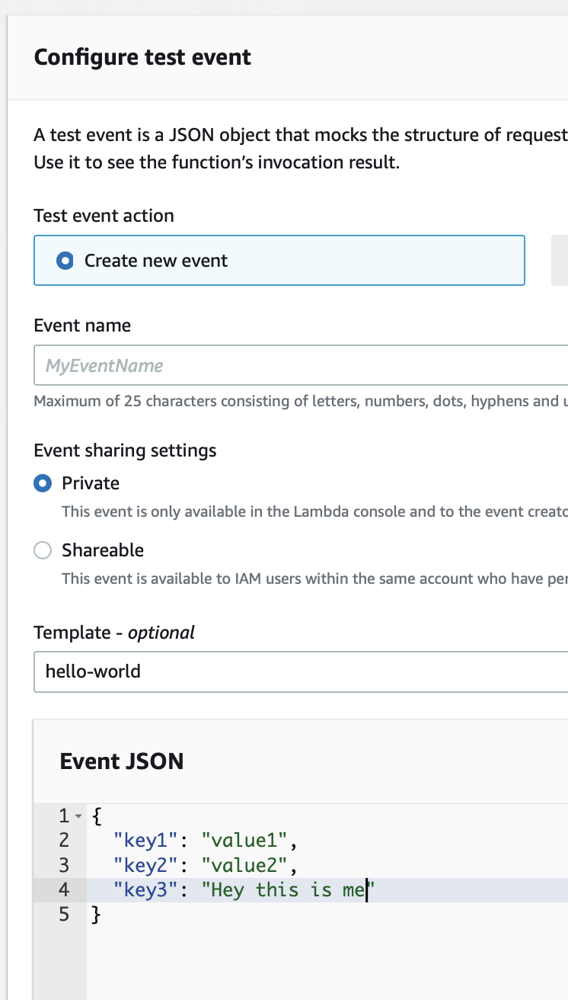 Configure test event
A test event is a JSON object that mocks the structure of request
Use it to see the function’s invocation result.
Test event action
Create new event
Event name
MyEventName
Maximum of 25 characters consisting of letters, numbers, dots, hyphens and
Event sharing settings
Private
This event is only available in the Lambda console and to the event creato
Shareable
This event is available to IAM users within the same account who have per
Template - optional
hello-world
Event JSON
1 {
2 "key1": "value1",
3 "key2": "value2",
4 "key3": "Hey this is me"
5 }